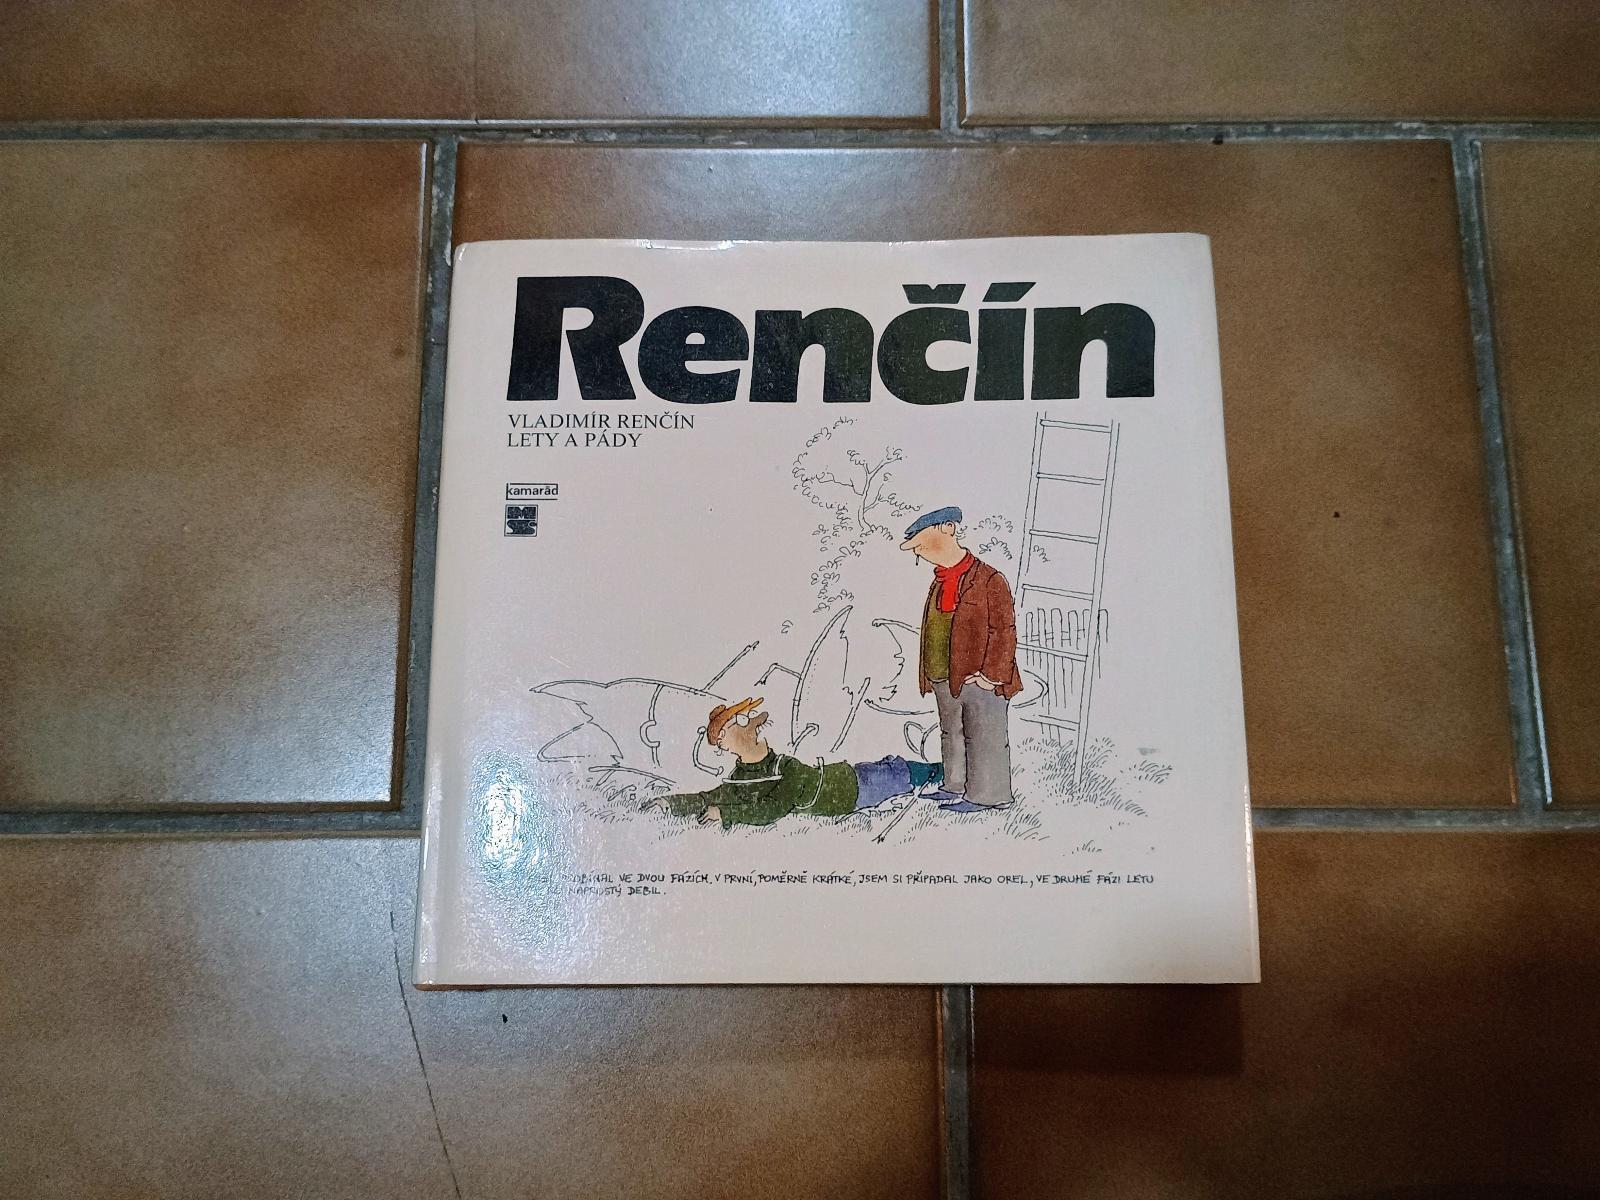 Renčín
VLADIMÍR RENČÍN
LETY A PÁDY
kamarád
PROBÍHAL VE DVOU FÁZÍCH. V PRVNÍ, POMĚRNĚ KRÁTKÉ, JSEM SI PŘIPADAL JAKO OREL, VE DRUHÉ FÁZI LETU
NAPROSTÝ DEBIL.